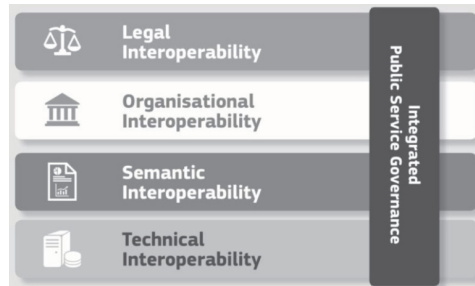 Legal
Interoperability
Organisational
Interoperability
Semantic
Interoperability
Technical
Interoperability
Integrated
Public Service Governance